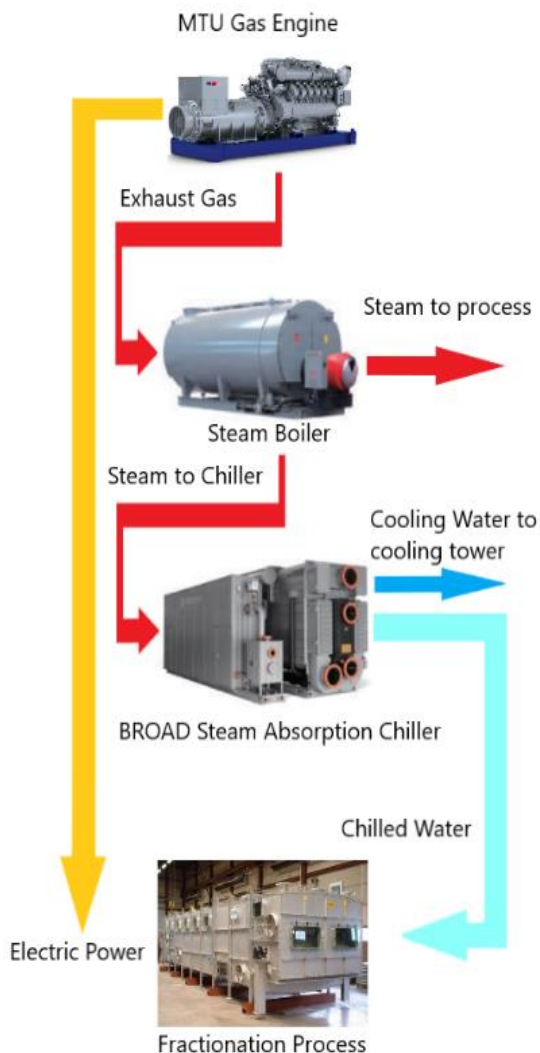 MTU Gas Engine
Exhaust Gas
Steam to process
Steam Boiler
Steam to Chiller
Cooling Water to
cooling tower
BROAD Steam Absorption Chiller
Chilled Water
Electric Power
Fractionation Process